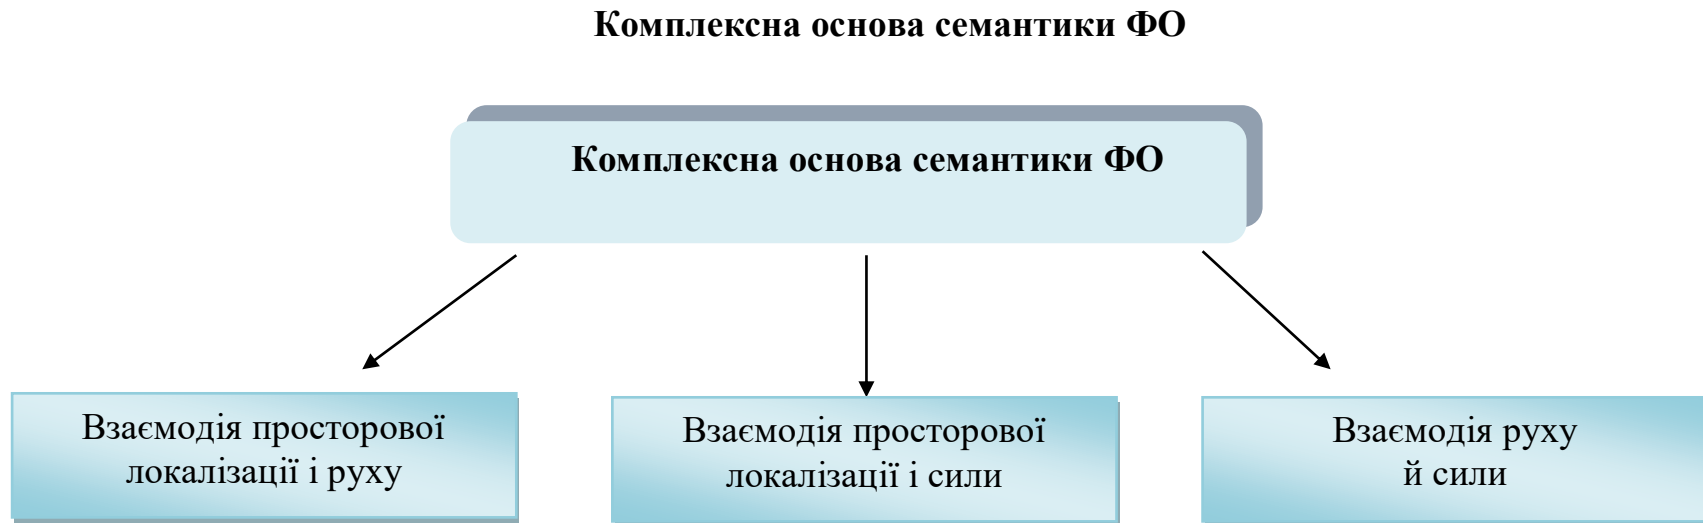 Комплексна основа семантики ФО
Комплексна основа семантики ФО
Взаємодія просторової
локалізації і руху
Взаємодія просторової
локалізації і сили
Взаємодія руху
й сили